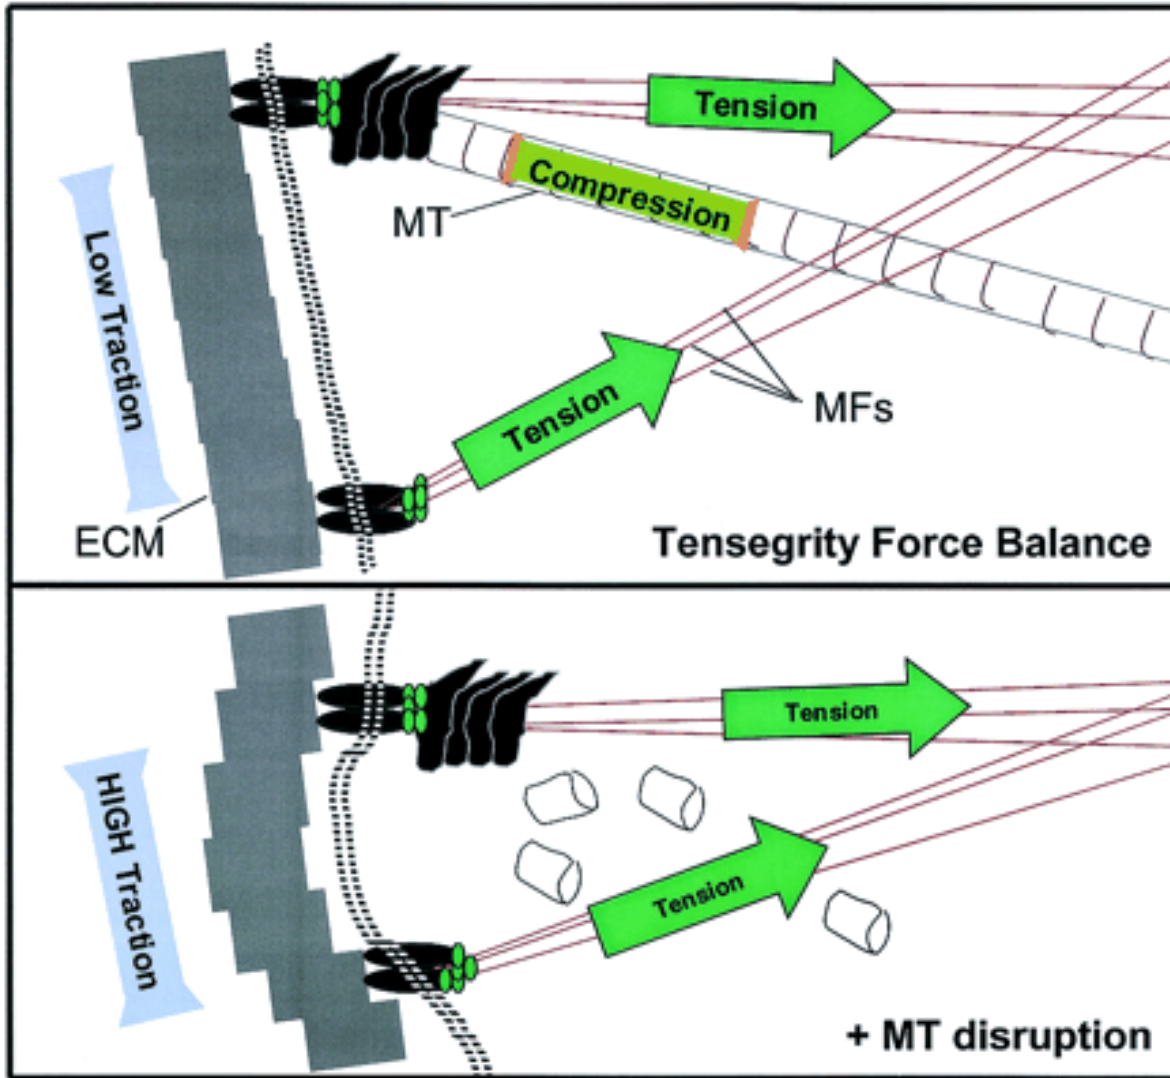 Tension
Compression
MT
Low Traction
Tension
MFs
ECM
Tensegrity Force Balance
Tension
HIGH Traction
Tension
+ MT disruption